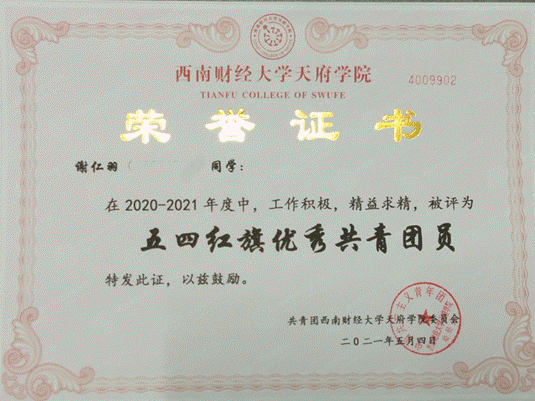 西南财经大学天府学院
TIANFU COLLEGE OF SWUFE
4009902
荣誉证书
谢仁羽（ 同学：
在2020-2021年度中，工作积极，精益求精，被评为
五四红旗优秀共青团员
特发此证，以兹鼓励。
共青团西南财经大学天府学院委员会
二〇二一年五月四日